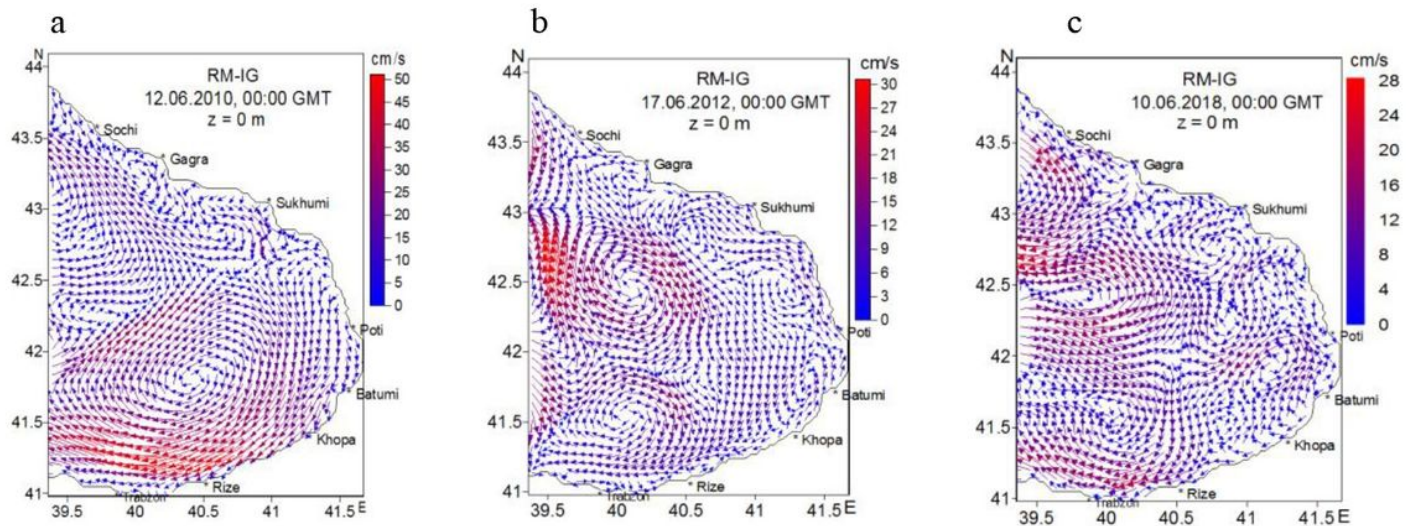 a
N
44
43.5
43
42.5
42
41.5
41
39.5 40 40.5 41 41.5 E
RM-IG
12.06.2010, 00:00 GMT
z = 0 m
Sochi
Gagra
Sukhumi
Poti
Batumi
Khopa
Rize
Trabzon
cm/s
50
45
40
35
30
25
20
15
10
5
0
b
N
44
43.5
43
42.5
42
41.5
41
39.5 40 40.5 41 41.5 E
RM-IG
17.06.2012, 00:00 GMT
z = 0 m
Sochi
Gagra
Sukhumi
Poti
Batumi
Khopa
Rize
Trabzon
cm/s
30
27
24
21
18
15
12
9
6
3
0
c
N
44
43.5
43
42.5
42
41.5
41
39.5 40 40.5 41 41.5 E
RM-IG
10.06.2018, 00:00 GMT
z = 0 m
Sochi
Gagra
Sukhumi
Poti
Batumi
Khopa
Rize
Trabzon
cm/s
28
24
20
16
12
8
4
0